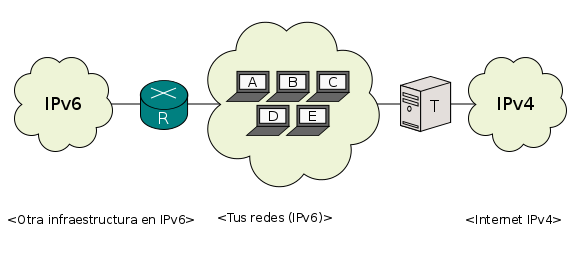 A B C
IPv6 R T IPv4
D E
<Otra infraestructura en IPv6> <Tus redes (IPv6)> <Internet IPv4>